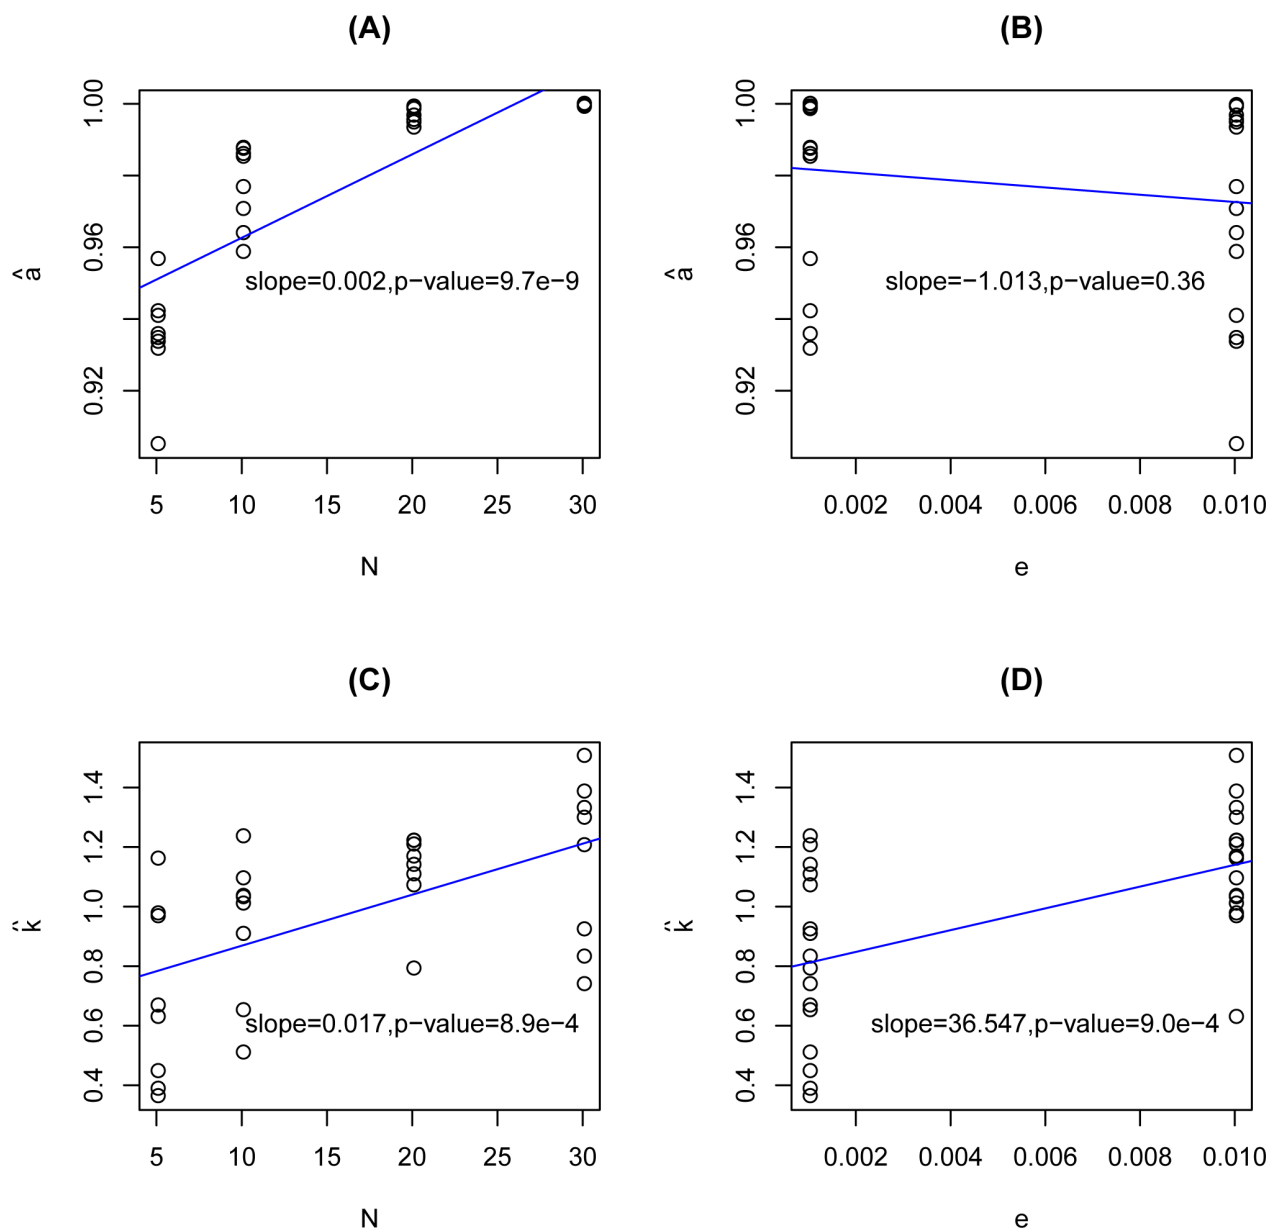 (A)
1.00
0.96
0.92
â
slope=0.002,p−value=9.7e−9
5 10 15 20 25 30
N
(B)
1.00
0.96
0.92
â
slope=−1.013,p−value=0.36
0.002 0.004 0.006 0.008 0.010
e
(C)
1.4
1.2
1.0
0.8
0.6
0.4
k̂
slope=0.017,p−value=8.9e−4
5 10 15 20 25 30
N
(D)
1.4
1.2
1.0
0.8
0.6
0.4
k̂
slope=36.547,p−value=9.0e−4
0.002 0.004 0.006 0.008 0.010
e